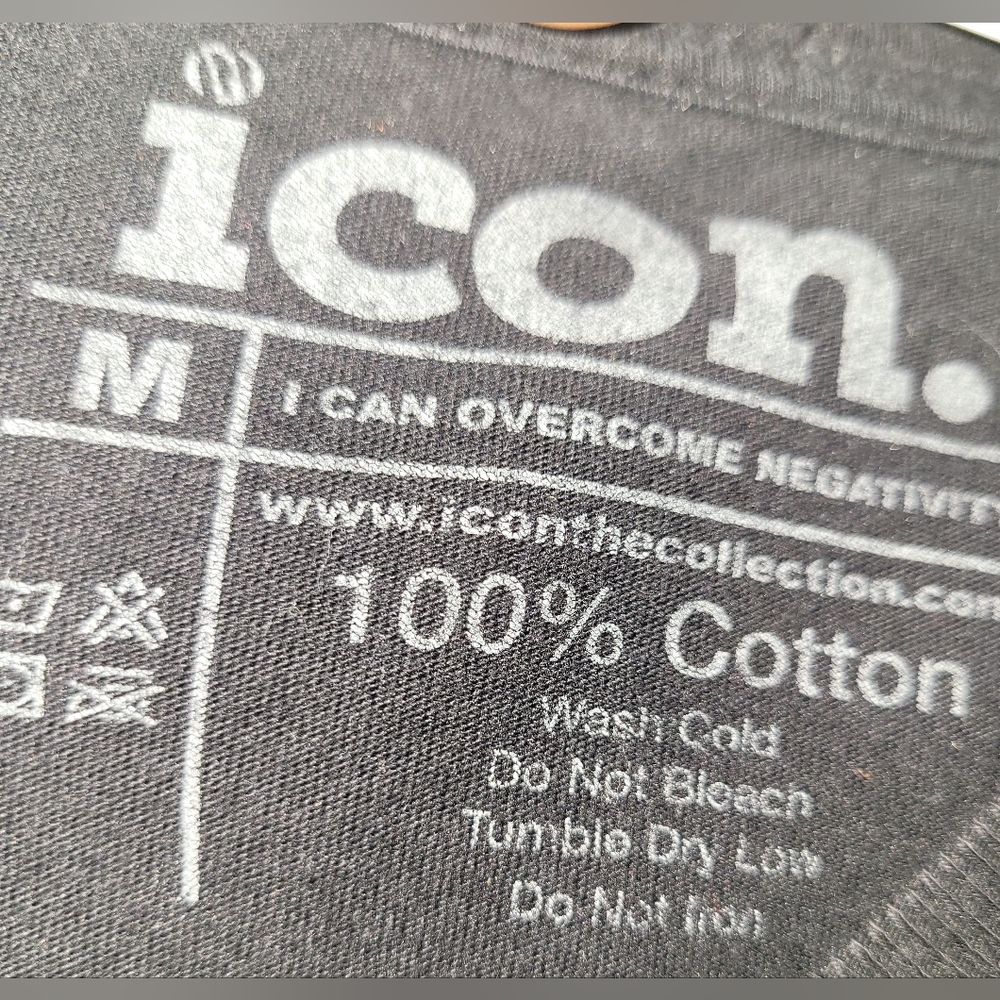 icon.
M
I CAN OVERCOME NEGATIVITY
www.iconthecollection.com
100% Cotton
Wash Cold
Do Not Bleach
Tumble Dry Low
Do Not Iron